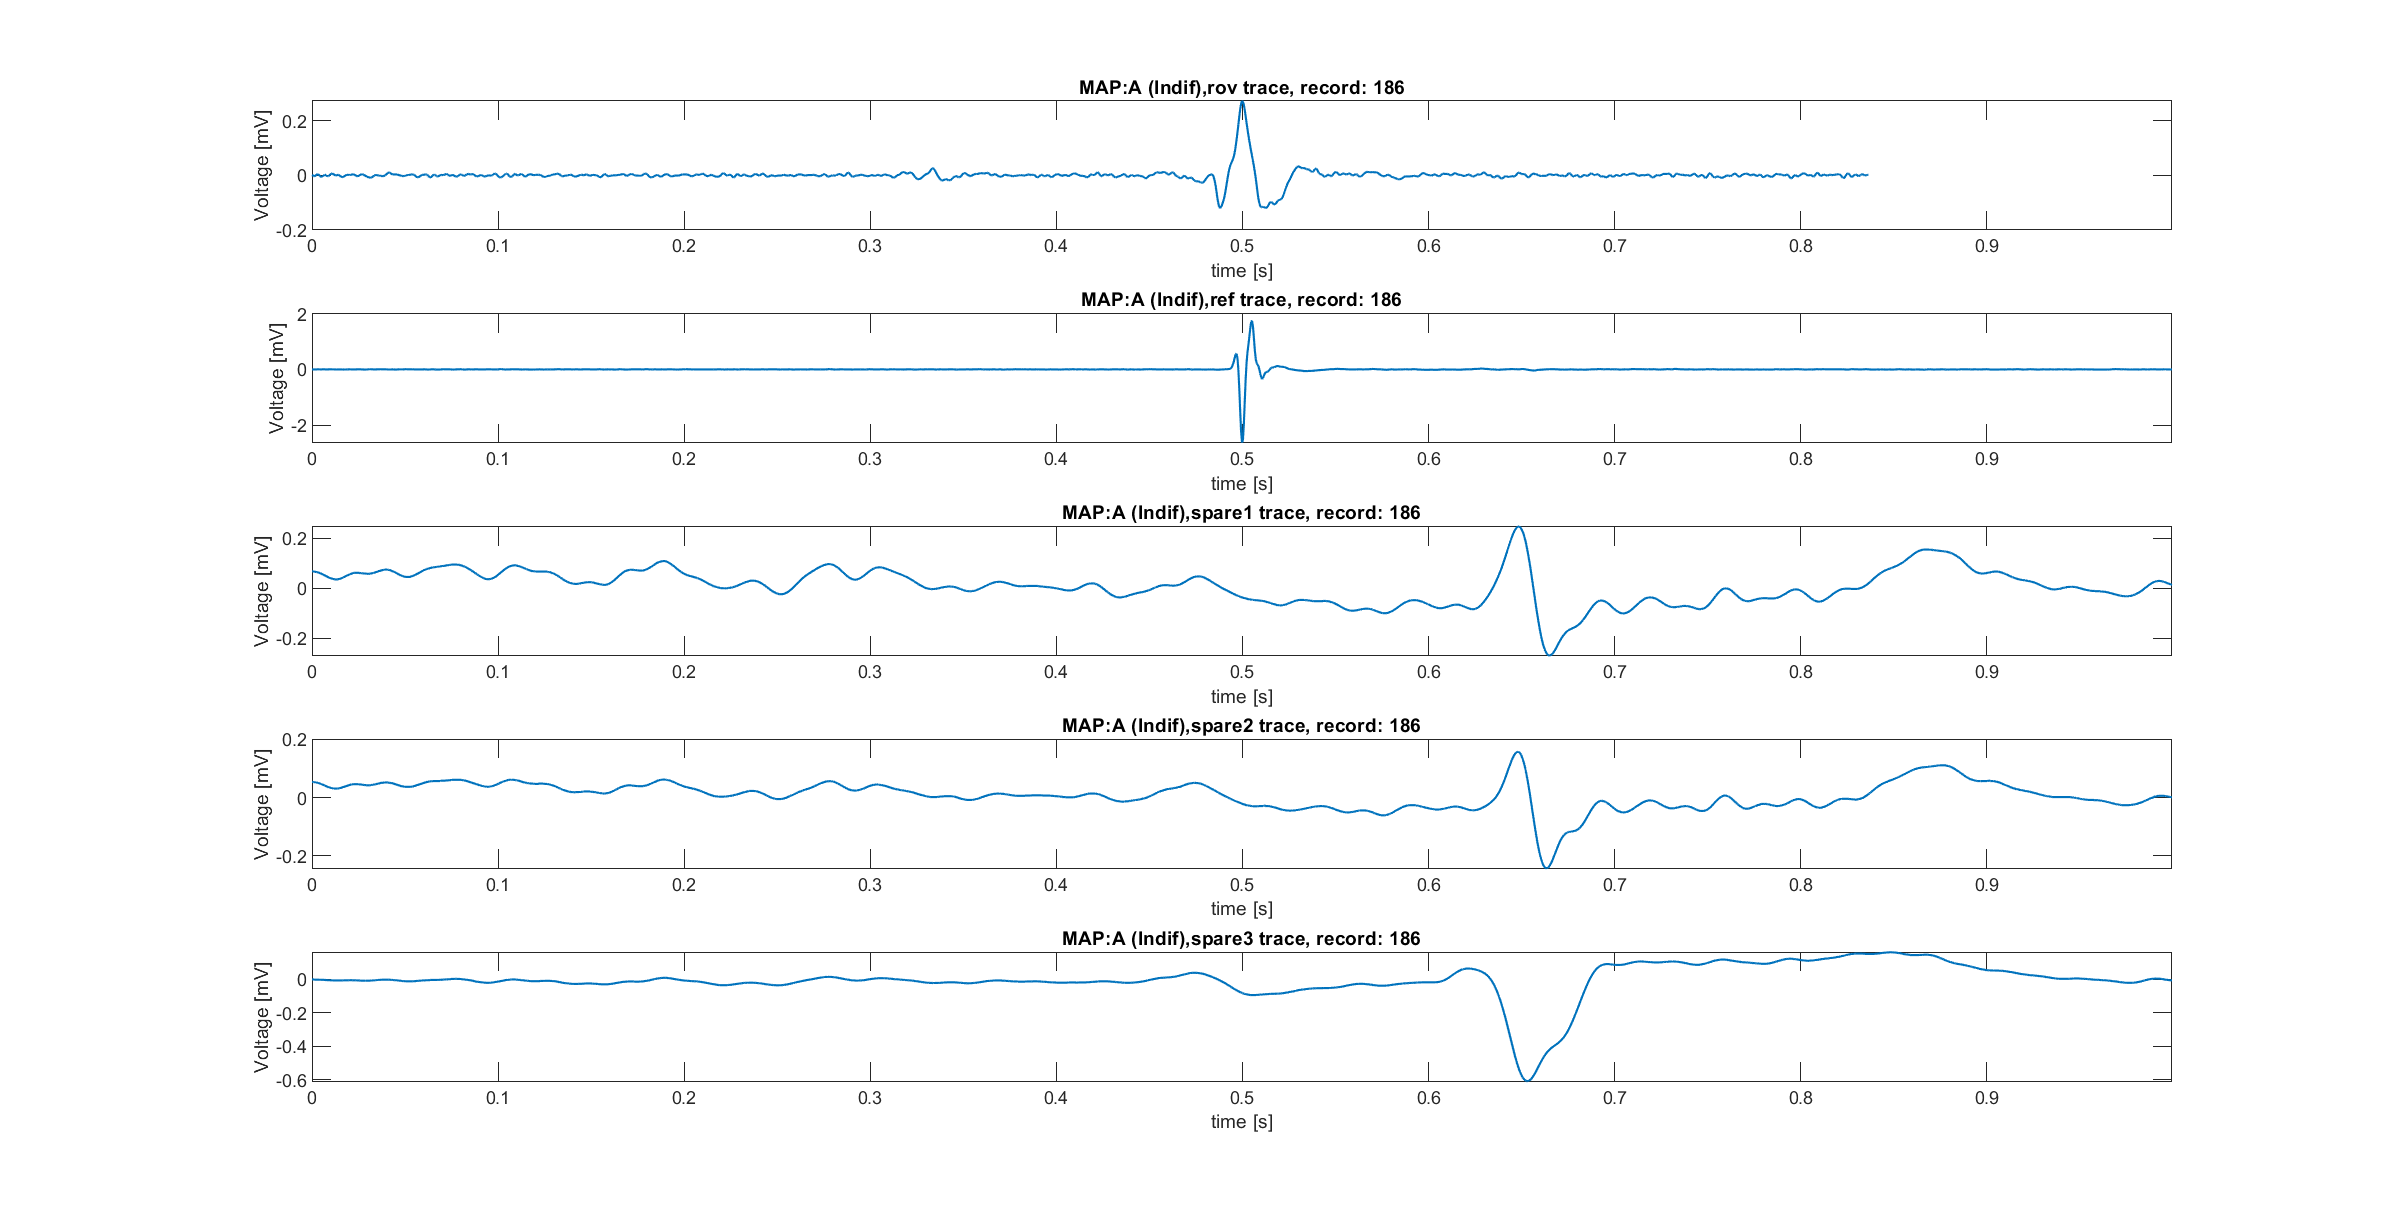 MAP:A (Indif),rov trace, record: 186
Voltage [mV]
0.2
0
-0.2
0 0.1 0.2 0.3 0.4 0.5 0.6 0.7 0.8 0.9
time [s]
MAP:A (Indif),ref trace, record: 186
Voltage [mV]
2
0
-2
0 0.1 0.2 0.3 0.4 0.5 0.6 0.7 0.8 0.9
time [s]
MAP:A (Indif),spare1 trace, record: 186
Voltage [mV]
0.2
0
-0.2
0 0.1 0.2 0.3 0.4 0.5 0.6 0.7 0.8 0.9
time [s]
MAP:A (Indif),spare2 trace, record: 186
Voltage [mV]
0.2
0
-0.2
0 0.1 0.2 0.3 0.4 0.5 0.6 0.7 0.8 0.9
time [s]
MAP:A (Indif),spare3 trace, record: 186
Voltage [mV]
0
-0.2
-0.4
-0.6
0 0.1 0.2 0.3 0.4 0.5 0.6 0.7 0.8 0.9
time [s]